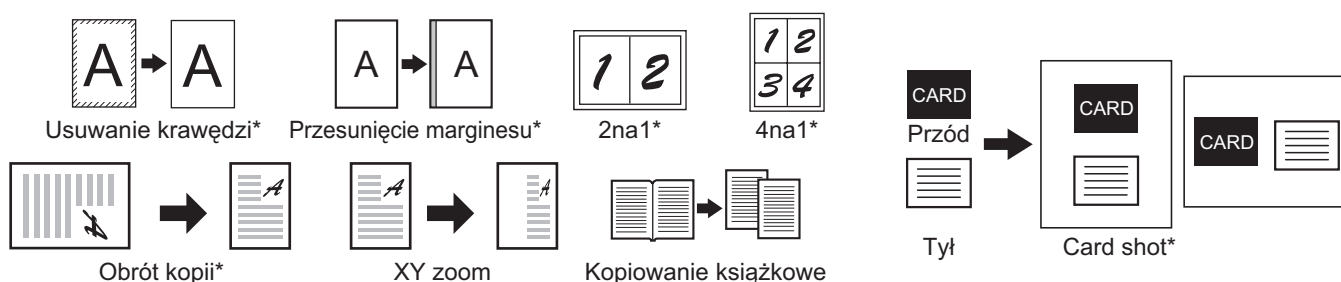 A A
Usuwanie krawędzi*
A A
Przesunięcie marginesu*
1 2
2na1*
1 2
3 4
4na1*
A A
Obrót kopii*
A A
XY zoom
Kopiowanie książkowe
CARD
Przód
Tył
CARD
CARD
Card shot*